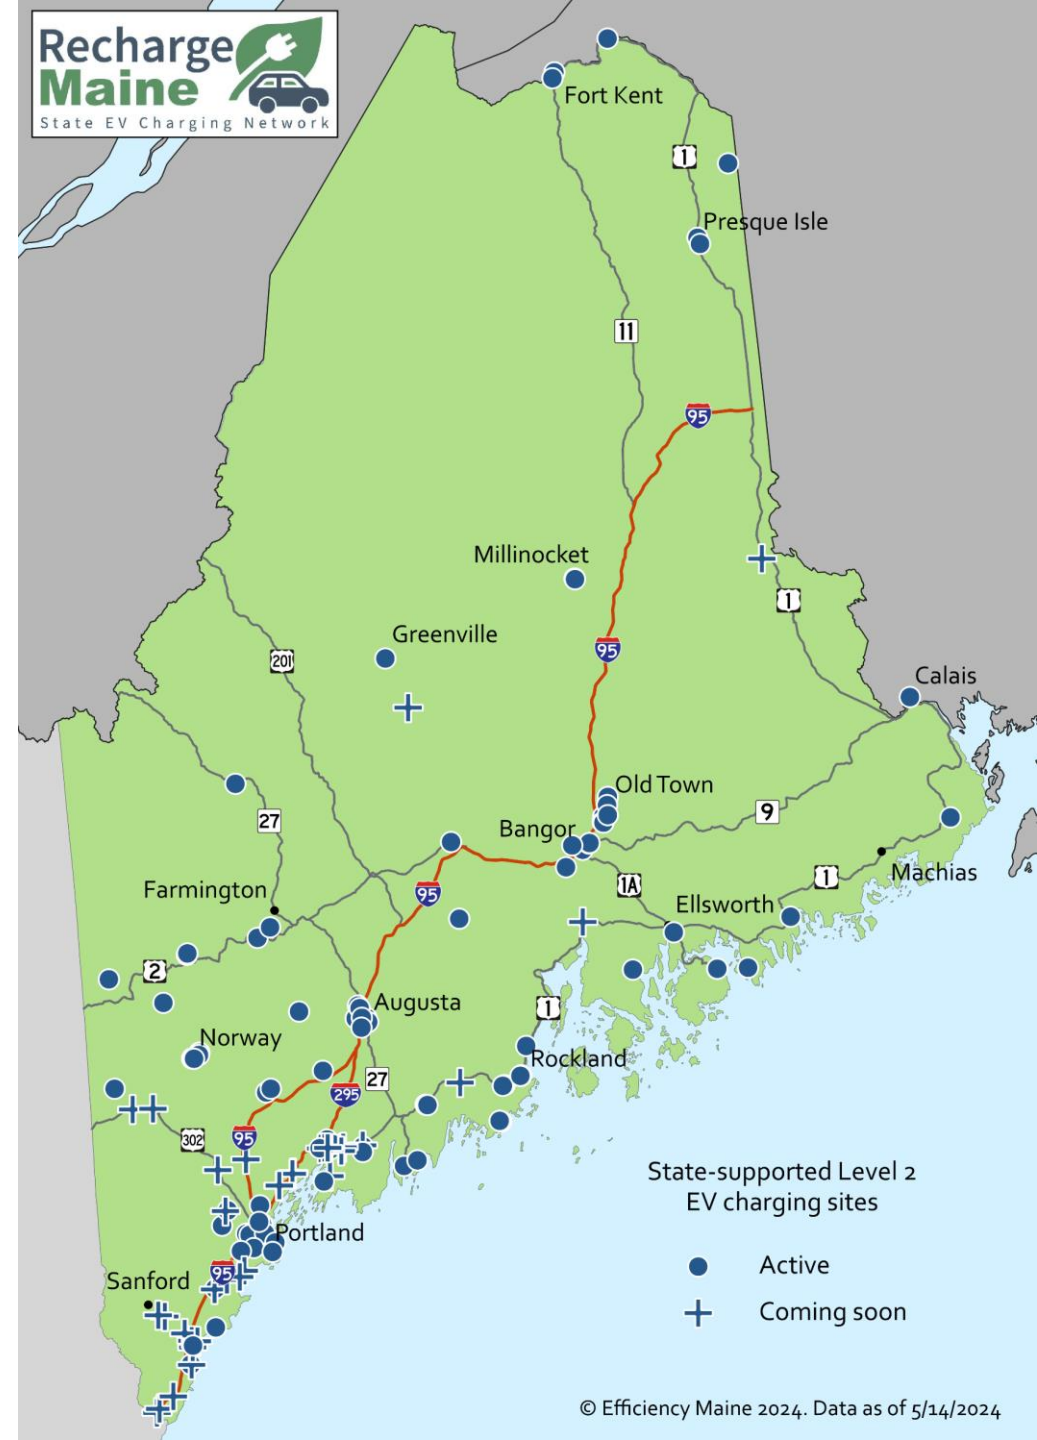 Recharge
Maine
State EV Charging Network
Fort Kent
1
Presque Isle
11
95
Millinocket
1
Greenville
95
201
Calais
Old Town
27
9
Bangor
Machias
1
1A
Farmington
95
Ellsworth
2
Augusta
1
Norway
Rockland
27
295
302
95
State-supported Level 2
EV charging sites
Portland
Active
95
Sanford
Coming soon
© Efficiency Maine 2024. Data as of 5/14/2024